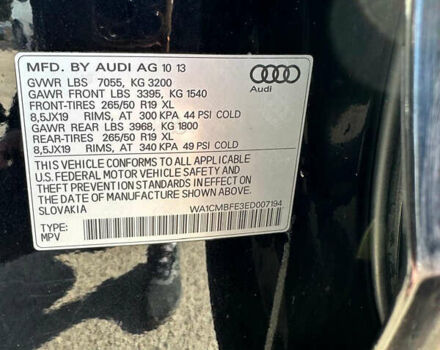 MFD. BY AUDI AG 10 13
GVWR LBS 7055, KG 3200
GAWR FRONT LBS 3395, KG 1540
FRONT-TIRES 265/50 R19 XL
8,5JX19 RIMS, AT 300 KPA 44 PSI COLD
GAWR REAR LBS 3968, KG 1800
REAR-TIRES 265/50 R19 XL
8,5JX19 RIMS, AT 340 KPA 49 PSI COLD
Audi
THIS VEHICLE CONFORMS TO ALL APPLICABLE
U.S. FEDERAL MOTOR VEHICLE SAFETY AND
THEFT PREVENTION STANDARDS IN EFFECT ON
THE DATE OF MANUFACTURE SHOWN ABOVE.
SLOVAKIA
WA1CMBFE3ED007194
TYPE
MPV